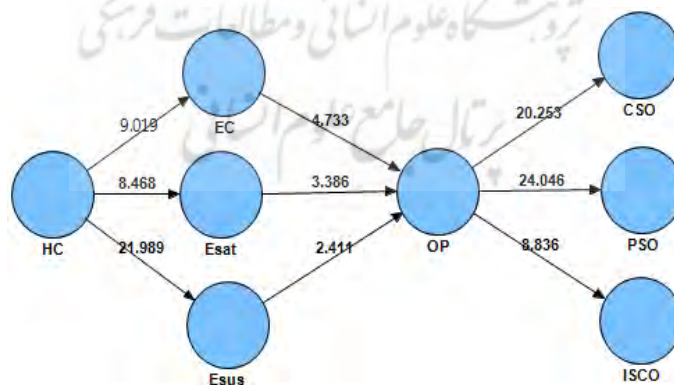 پژوهشگاه علوم انسانی و مطالعات فرهنگی
پرتال جامع علوم انسانی
EC
9.019
4.733
20.253
CSO
HC
8.468
Esat
3.386
OP
24.046
PSO
21.989
2.411
8.836
Esus
ISCO